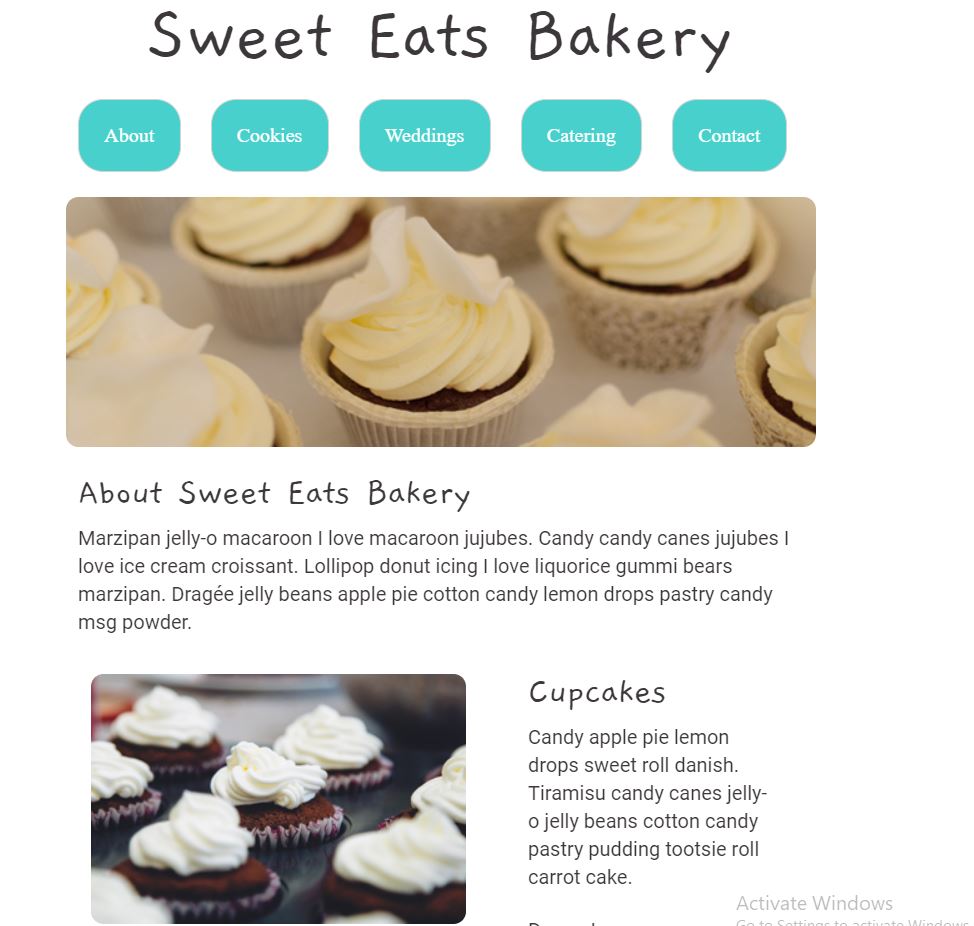 Sweet Eats Bakery
About Cookies Weddings Catering Contact
About Sweet Eats Bakery
Marzipan jelly-o macaroon I love macaroon jujubes. Candy candy canes jujubes I
love ice cream croissant. Lollipop donut icing I love liquorice gummi bears
marzipan. Dragée jelly beans apple pie cotton candy lemon drops pastry candy
msg powder.
Cupcakes
Candy apple pie lemon
drops sweet roll danish.
Tiramisu candy canes jelly-
o jelly beans cotton candy
pastry pudding tootsie roll
carrot cake.
Activate Windows
Go to Settings to activate Windows